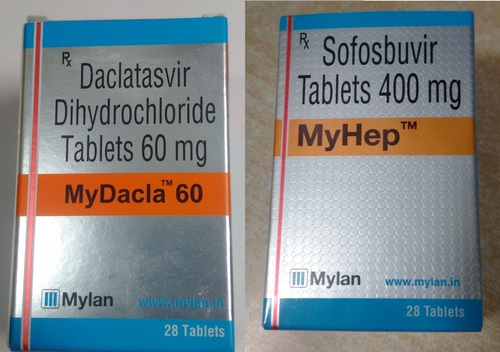 Rx
Daclatasvir
Dihydrochloride
Tablets 60 mg
MyDacla™ 60
Mylan
www.mylan.in
28 Tablets
Rx
Sofosbuvir
Tablets 400 mg
MyHep™
Mylan
www.mylan.in
28 Tablets